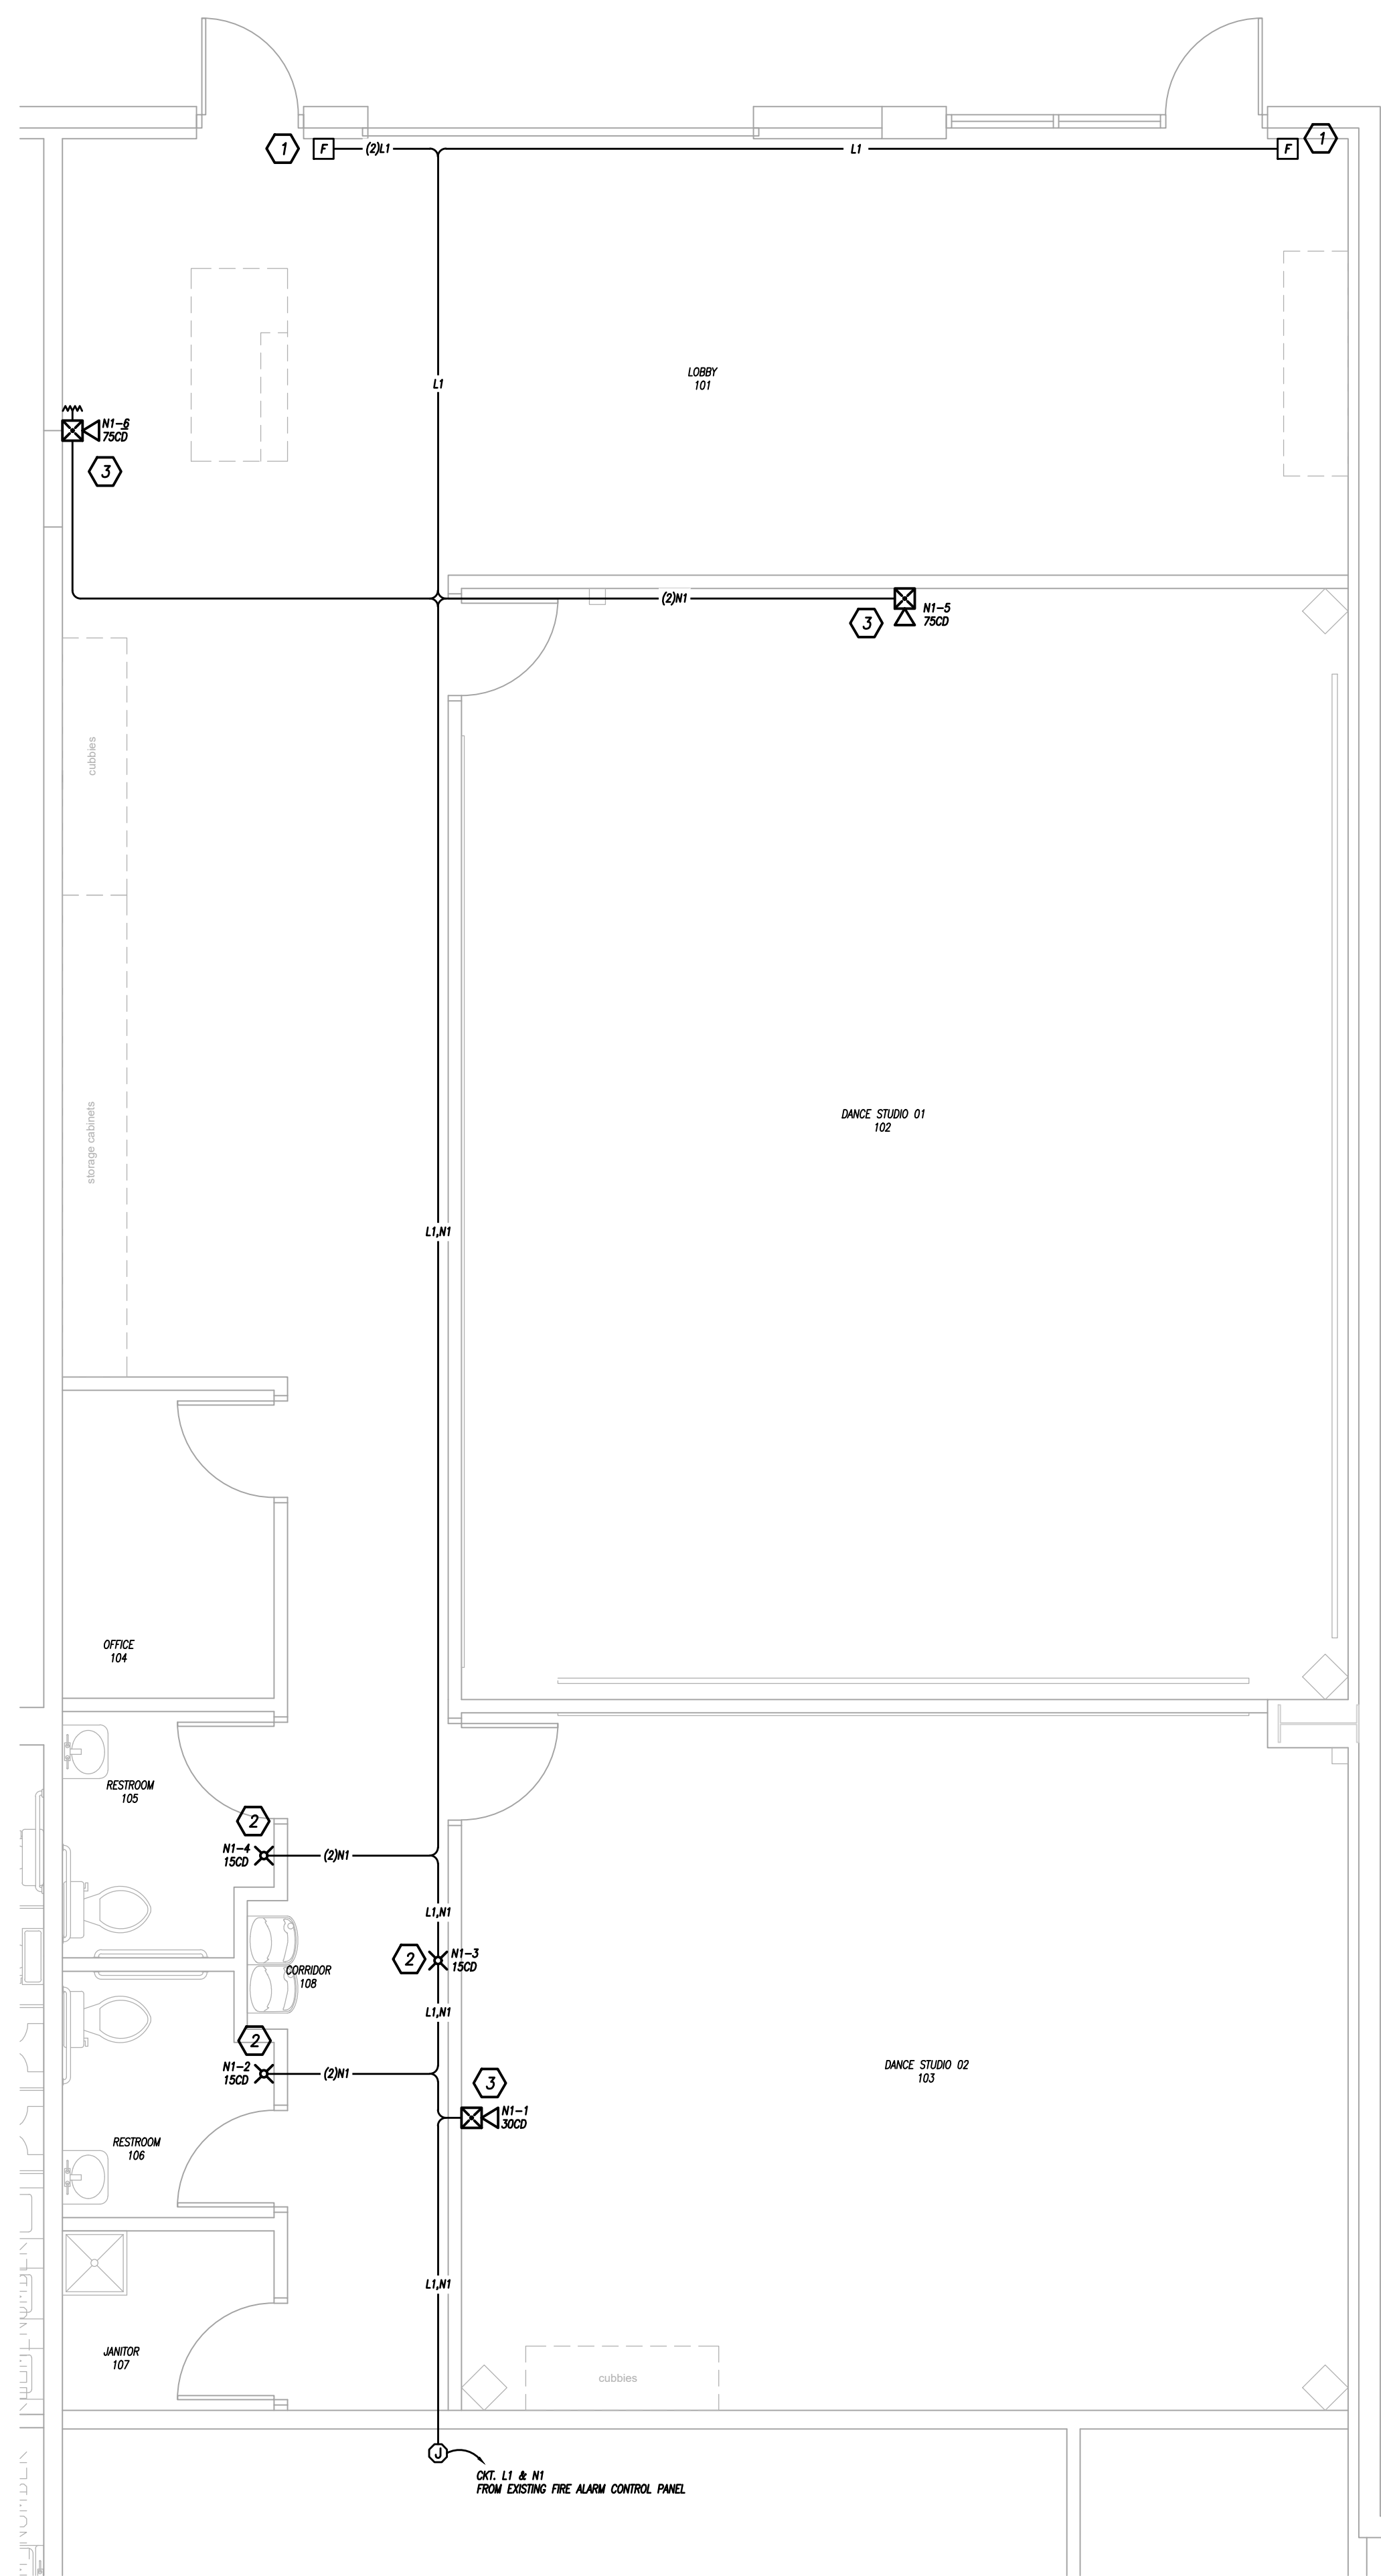 1
F
(2)L1
L1
F
1
LOBBY
101
L1
N1-6
75CD
3
(2)N1
N1-5
75CD
3
cubbies
DANCE STUDIO 01
102
storage cabinets
L1,N1
OFFICE
104
RESTROOM
105
2
N1-4
15CD
(2)N1
L1,N1
2
N1-3
15CD
CORRIDOR
108
L1,N1
2
N1-2
15CD
(2)N1
DANCE STUDIO 02
103
3
N1-1
30CD
RESTROOM
106
L1,N1
JANITOR
107
cubbies
J
CKT. L1 & N1
FROM EXISTING FIRE ALARM CONTROL PANEL